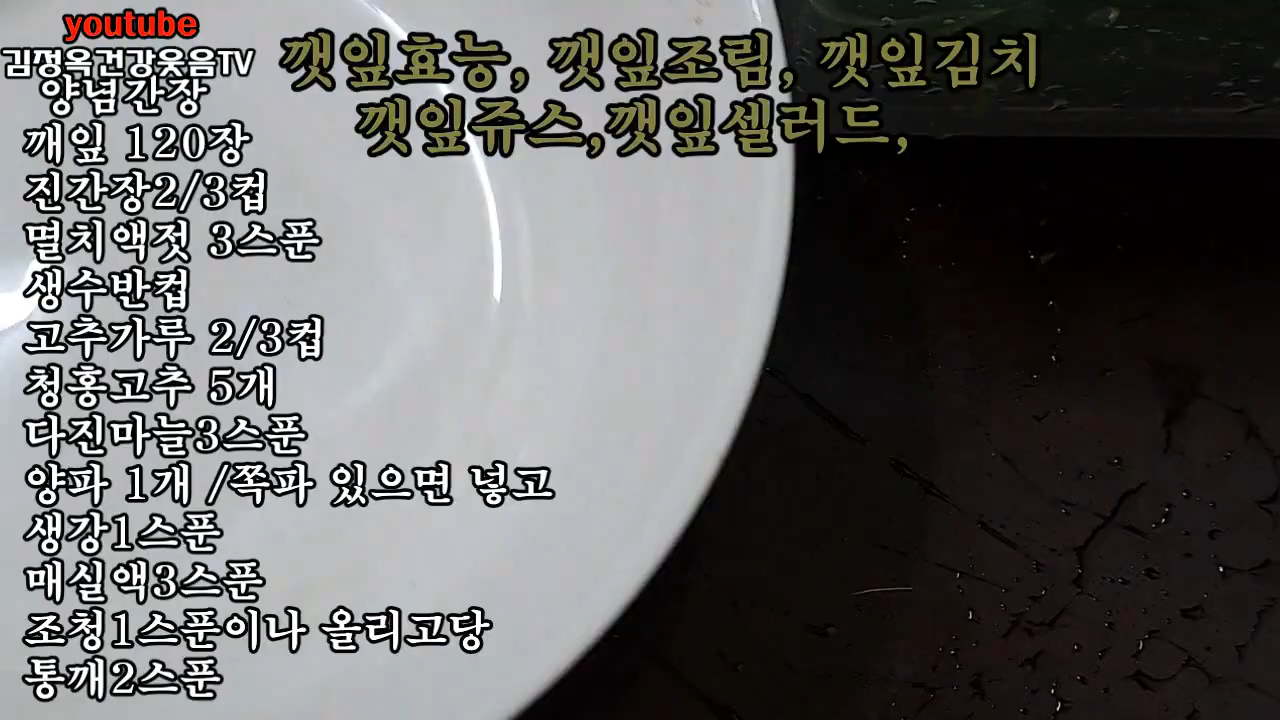 youtube
김정옥건강웃음TV
깻잎효능, 깻잎조림, 깻잎김치
깻잎쥬스,깻잎셀러드,
양념간장
깨잎 120장
진간장2/3컵
멸치액젓 3스푼
생수반컵
고추가루 2/3컵
청홍고추 5개
다진마늘3스푼
양파 1개 /쪽파 있으면 넣고
생강1스푼
매실액3스푼
조청1스푼이나 올리고당
통깨2스푼